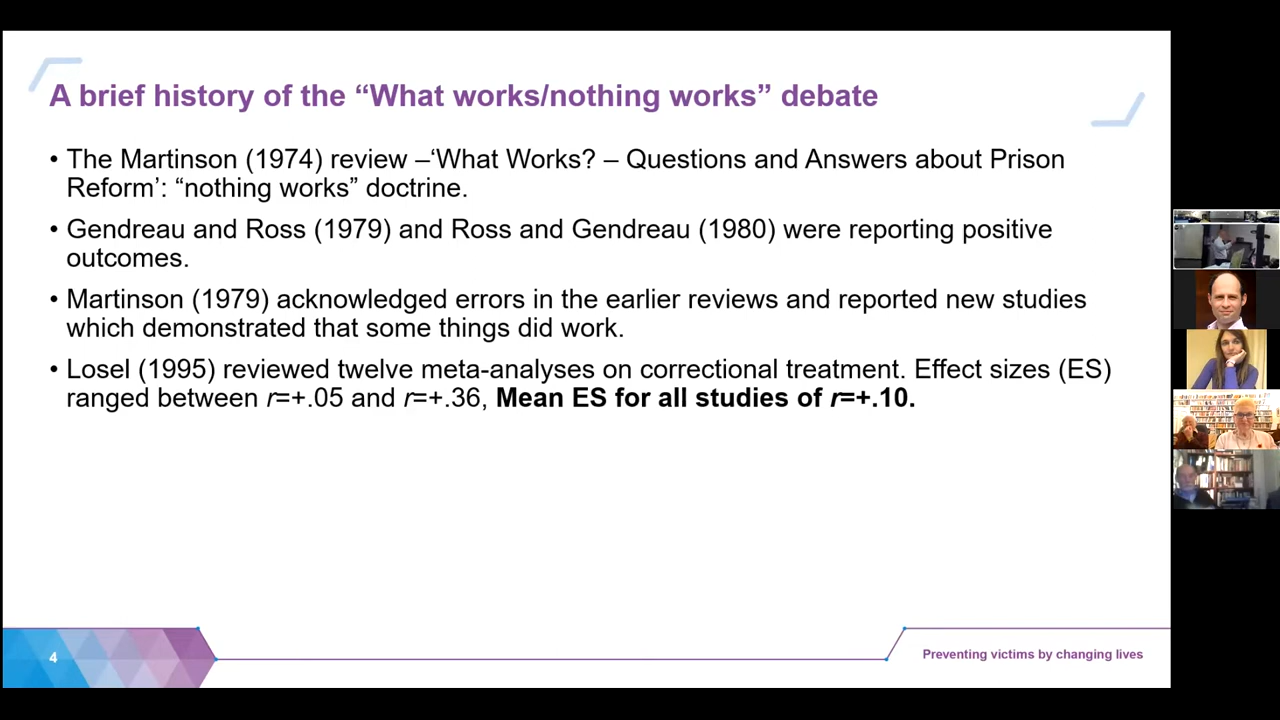 A brief history of the “What works/nothing works” debate
• The Martinson (1974) review –‘What Works? – Questions and Answers about Prison
Reform’: “nothing works” doctrine.
• Gendreau and Ross (1979) and Ross and Gendreau (1980) were reporting positive
outcomes.
• Martinson (1979) acknowledged errors in the earlier reviews and reported new studies
which demonstrated that some things did work.
• Losel (1995) reviewed twelve meta-analyses on correctional treatment. Effect sizes (ES)
ranged between r=+.05 and r=+.36, Mean ES for all studies of r=+.10.
4
Preventing victims by changing lives